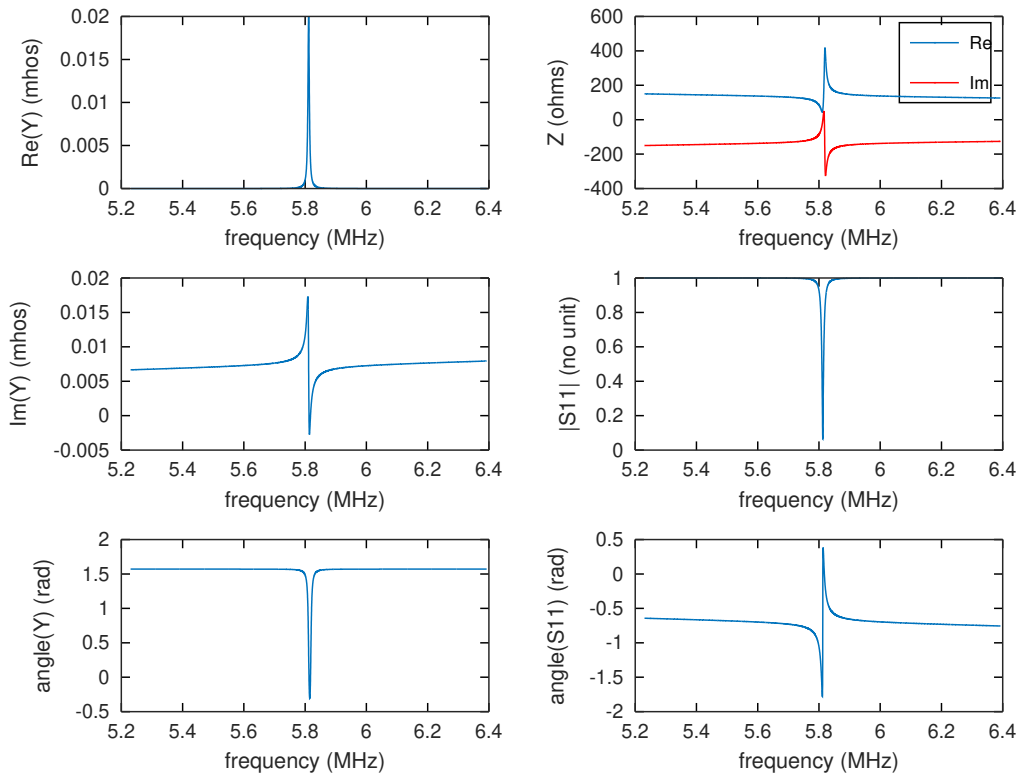 0.02
0.015
0.01
0.005
0
Re(Y) (mhos)
5.2 5.4 5.6 5.8 6 6.2 6.4
frequency (MHz)
600
400
200
0
-200
-400
Z (ohms)
Re
Im
5.2 5.4 5.6 5.8 6 6.2 6.4
frequency (MHz)
0.02
0.015
0.01
0.005
0
-0.005
Im(Y) (mhos)
5.2 5.4 5.6 5.8 6 6.2 6.4
frequency (MHz)
1
0.8
0.6
0.4
0.2
0
|S11| (no unit)
5.2 5.4 5.6 5.8 6 6.2 6.4
frequency (MHz)
2
1.5
1
0.5
0
-0.5
angle(Y) (rad)
5.2 5.4 5.6 5.8 6 6.2 6.4
frequency (MHz)
0.5
0
-0.5
-1
-1.5
-2
angle(S11) (rad)
5.2 5.4 5.6 5.8 6 6.2 6.4
frequency (MHz)